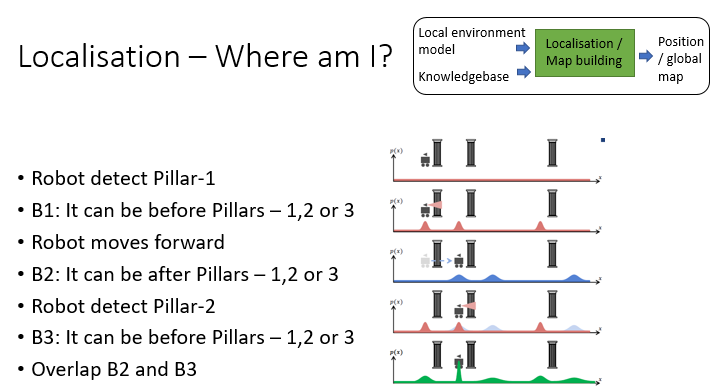 Localisation – Where am I?
Local environment
model
Knowledgebase
Localisation /
Map building
Position
/ global
map
• Robot detect Pillar-1
• B1: It can be before Pillars – 1,2 or 3
• Robot moves forward
• B2: It can be after Pillars – 1,2 or 3
• Robot detect Pillar-2
• B3: It can be before Pillars – 1,2 or 3
• Overlap B2 and B3
p(x)
x
p(x)
x
p(x)
x
p(x)
x
p(x)
x